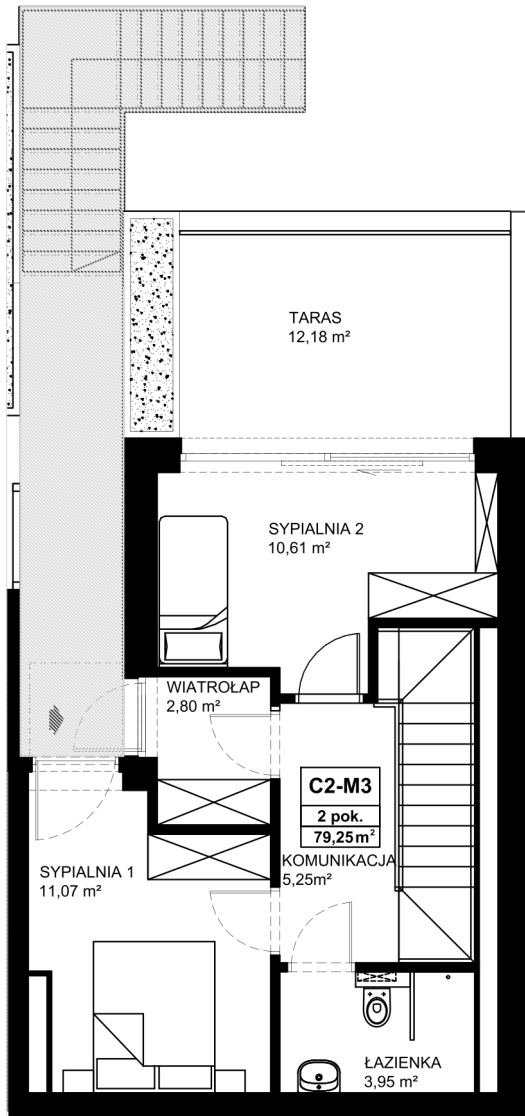 TARAS
12,18 m²
SYPIALNIA 2
10,61 m²
WIATROŁAP
2,80 m²
C2-M3
2 pok.
79,25m²
KOMUNIKACJA
5,25m²
SYPIALNIA 1
11,07 m²
ŁAZIENKA
3,95 m²